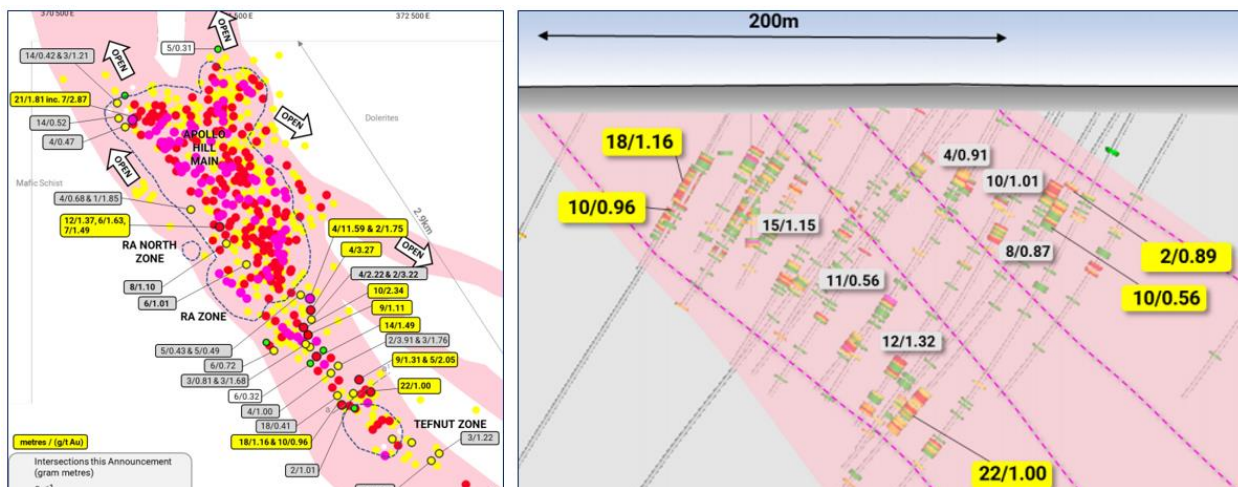 370 500 E
500 E
372 500 E
OPEN
5/0.31
14/0.42 & 3/1.21
OPEN
21/1.81 inc. 7/2.87
14/0.52
4/0.47
OPEN
Dolerites
APOLLO
HILL
MAIN
OPEN
Mafic Schist
4/0.68 & 1/1.85
12/1.37, 6/1.63,
7/1.49
2.9km
4/11.59 & 2/1.75
4/3.27
OPEN
RA NORTH
ZONE
4/2.22 & 2/3.22
8/1.10
10/2.34
6/1.01
9/1.11
RA ZONE
14/1.49
5/0.43 & 5/0.49
2/3.91 & 3/1.76
6/0.72
9/1.31 & 5/2.05
3/0.81 & 3/1.68
22/1.00
6/0.32
4/1.00
18/0.41
TEFNUT ZONE
metres / (g/t Au)
18/1.16 & 10/0.96
3/1.22
Intersections this Announcement
(gram metres)
2/1.01
200m
18/1.16
4/0.91
10/1.01
10/0.96
15/1.15
8/0.87
2/0.89
11/0.56
10/0.56
12/1.32
22/1.00